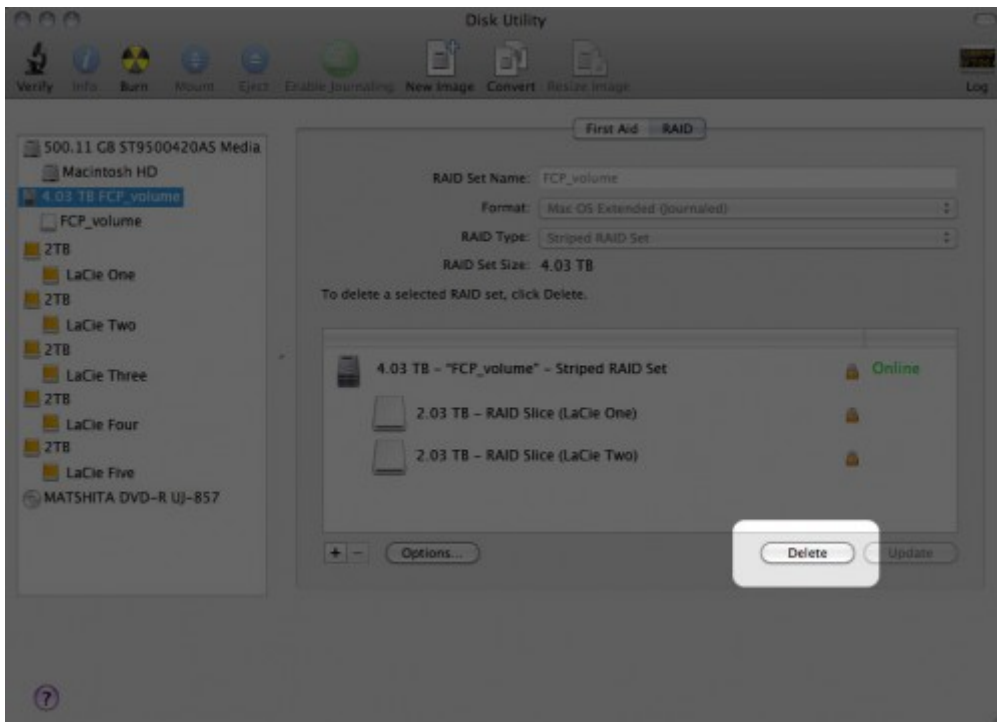 Disk Utility
Verify Info Burn Mount Eject Enable Journaling New Image Convert Resize Image Log
500.11 GB ST9500420AS Media
Macintosh HD
4.03 TB FCP_volume
FCP_volume
2TB
LaCie One
2TB
LaCie Two
2TB
LaCie Three
2TB
LaCie Four
2TB
LaCie Five
MATSHITA DVD-R UJ-857
First Aid RAID
RAID Set Name: FCP_volume
Format: Mac OS Extended (Journaled)
RAID Type: Striped RAID Set
RAID Set Size: 4.03 TB
To delete a selected RAID set, click Delete.
4.03 TB – "FCP_volume" – Striped RAID Set Online
2.03 TB – RAID Slice (LaCie One)
2.03 TB – RAID Slice (LaCie Two)
+ – Options... Delete Update
?